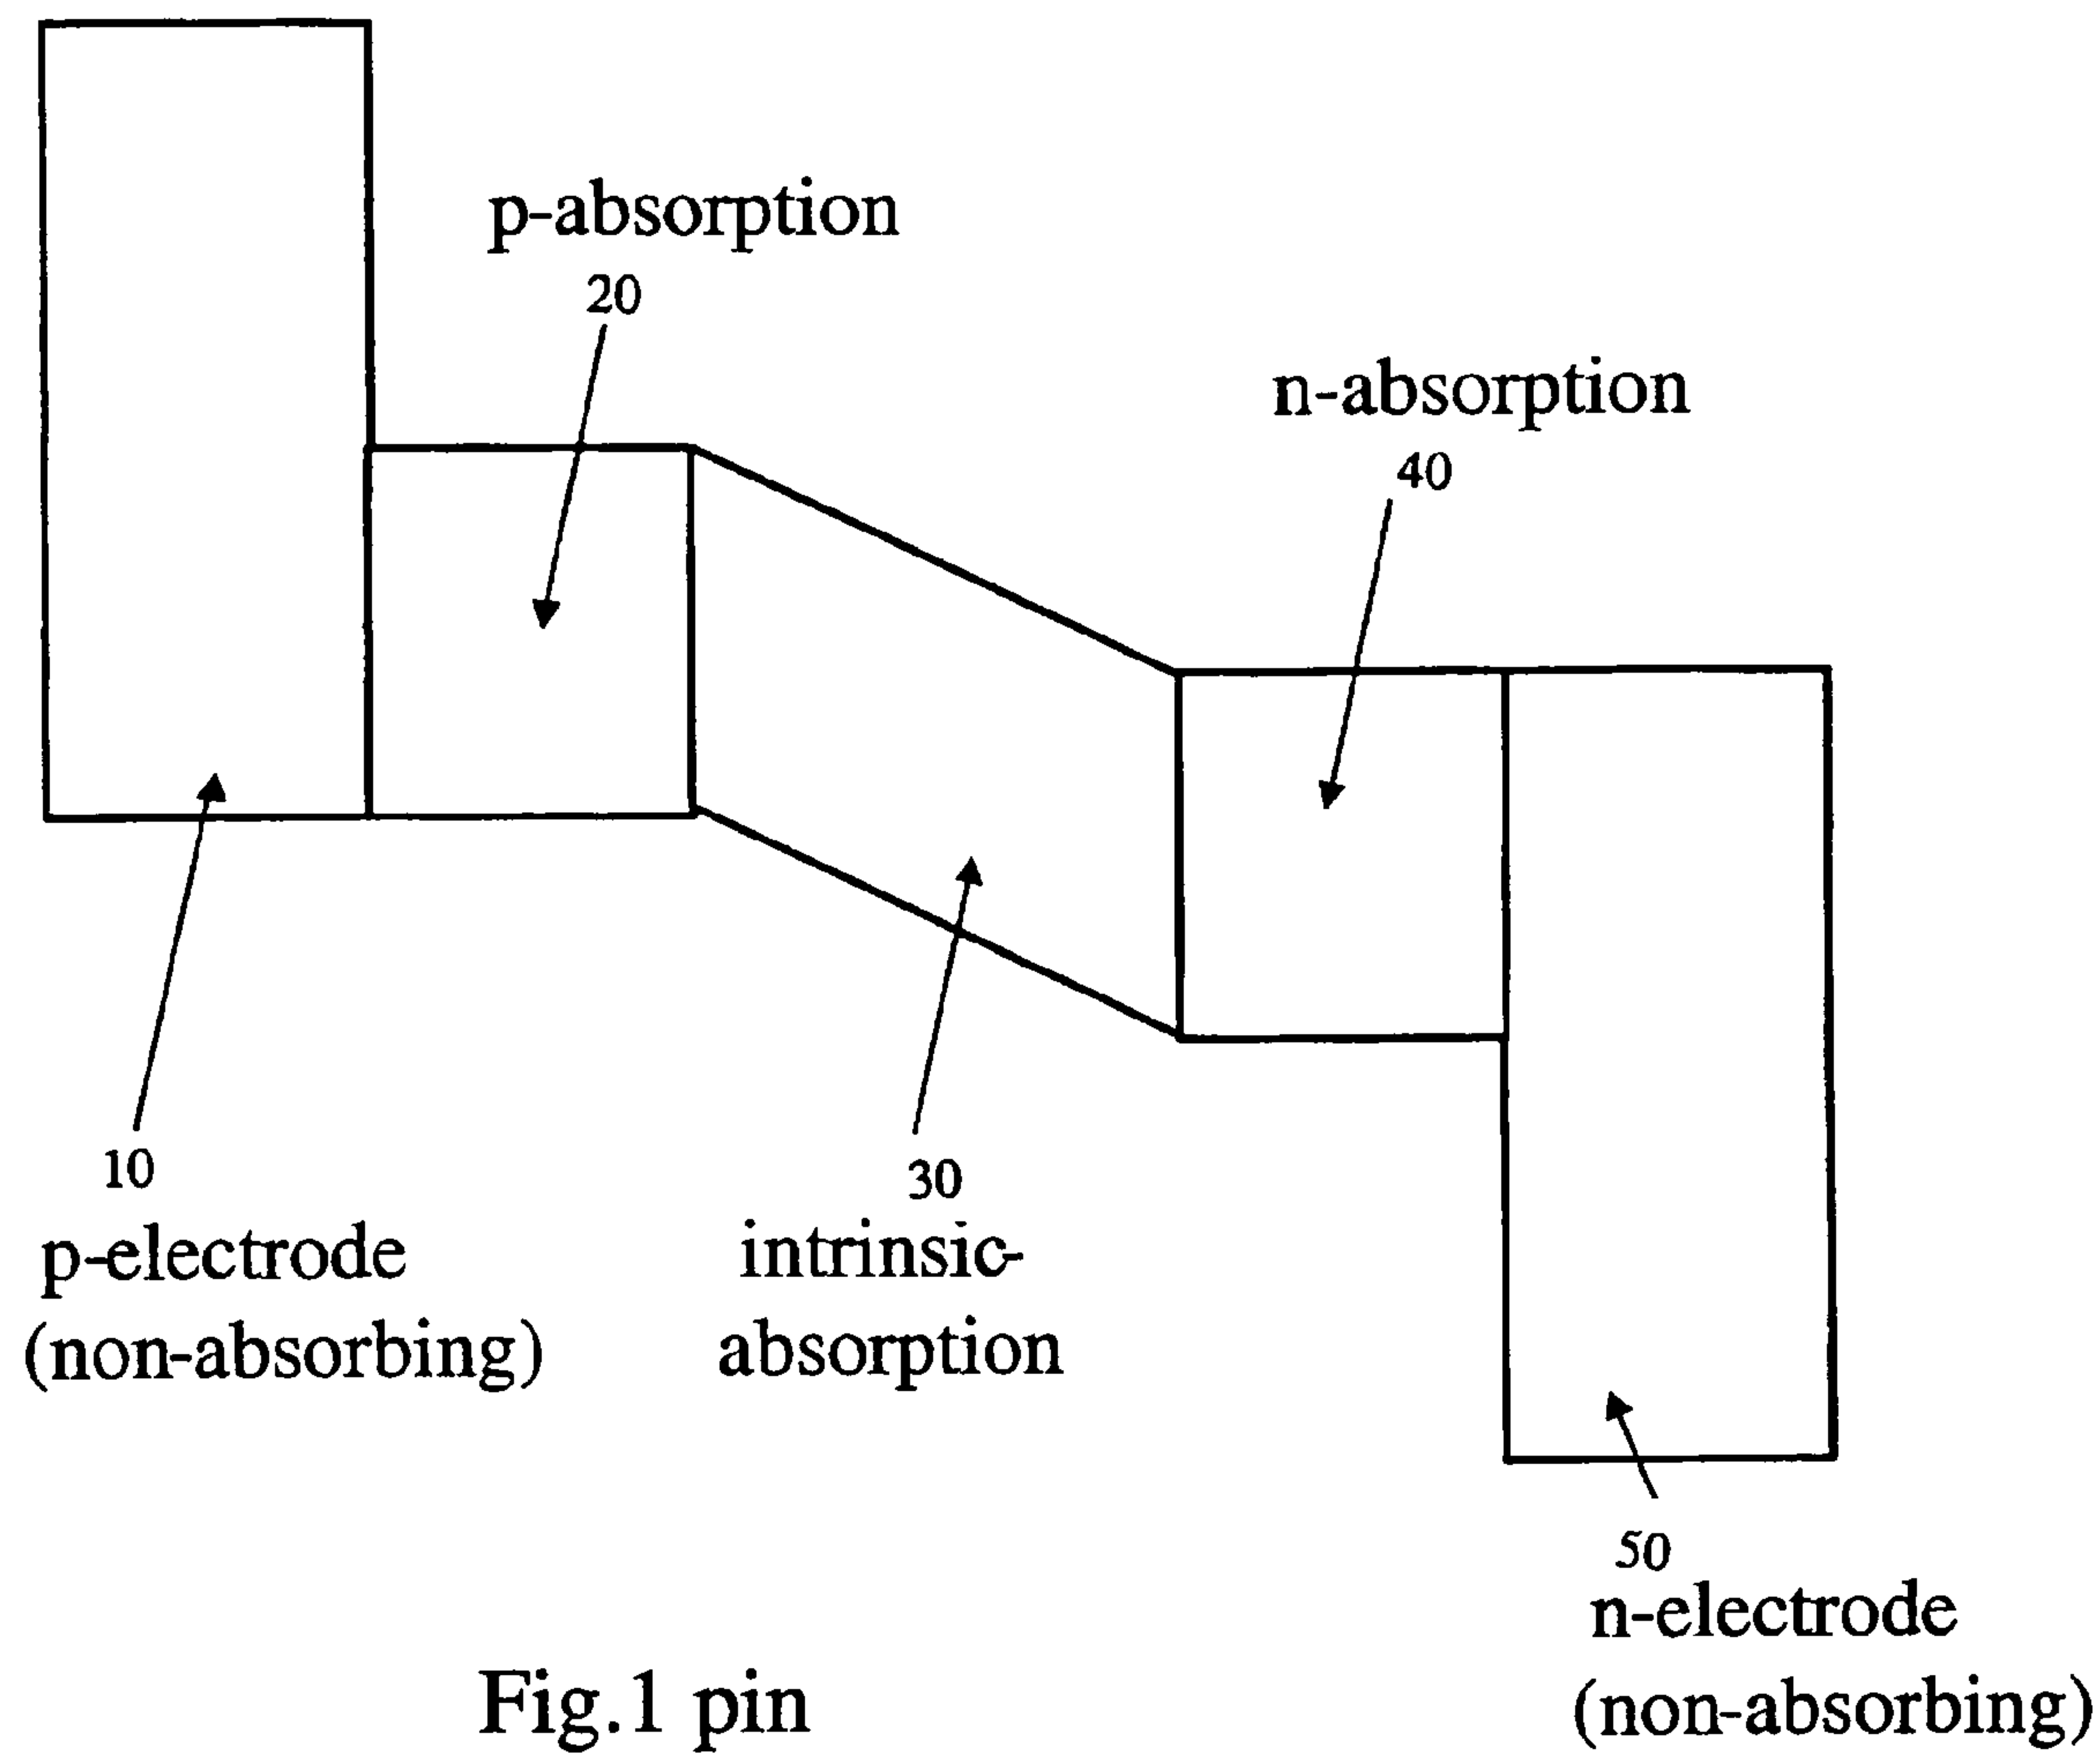 p-absorption
20
n-absorption
40
10
p-electrode
(non-absorbing)
30
intrinsic-
absorption
50
n-electrode
(non-absorbing)
Fig.1 pin